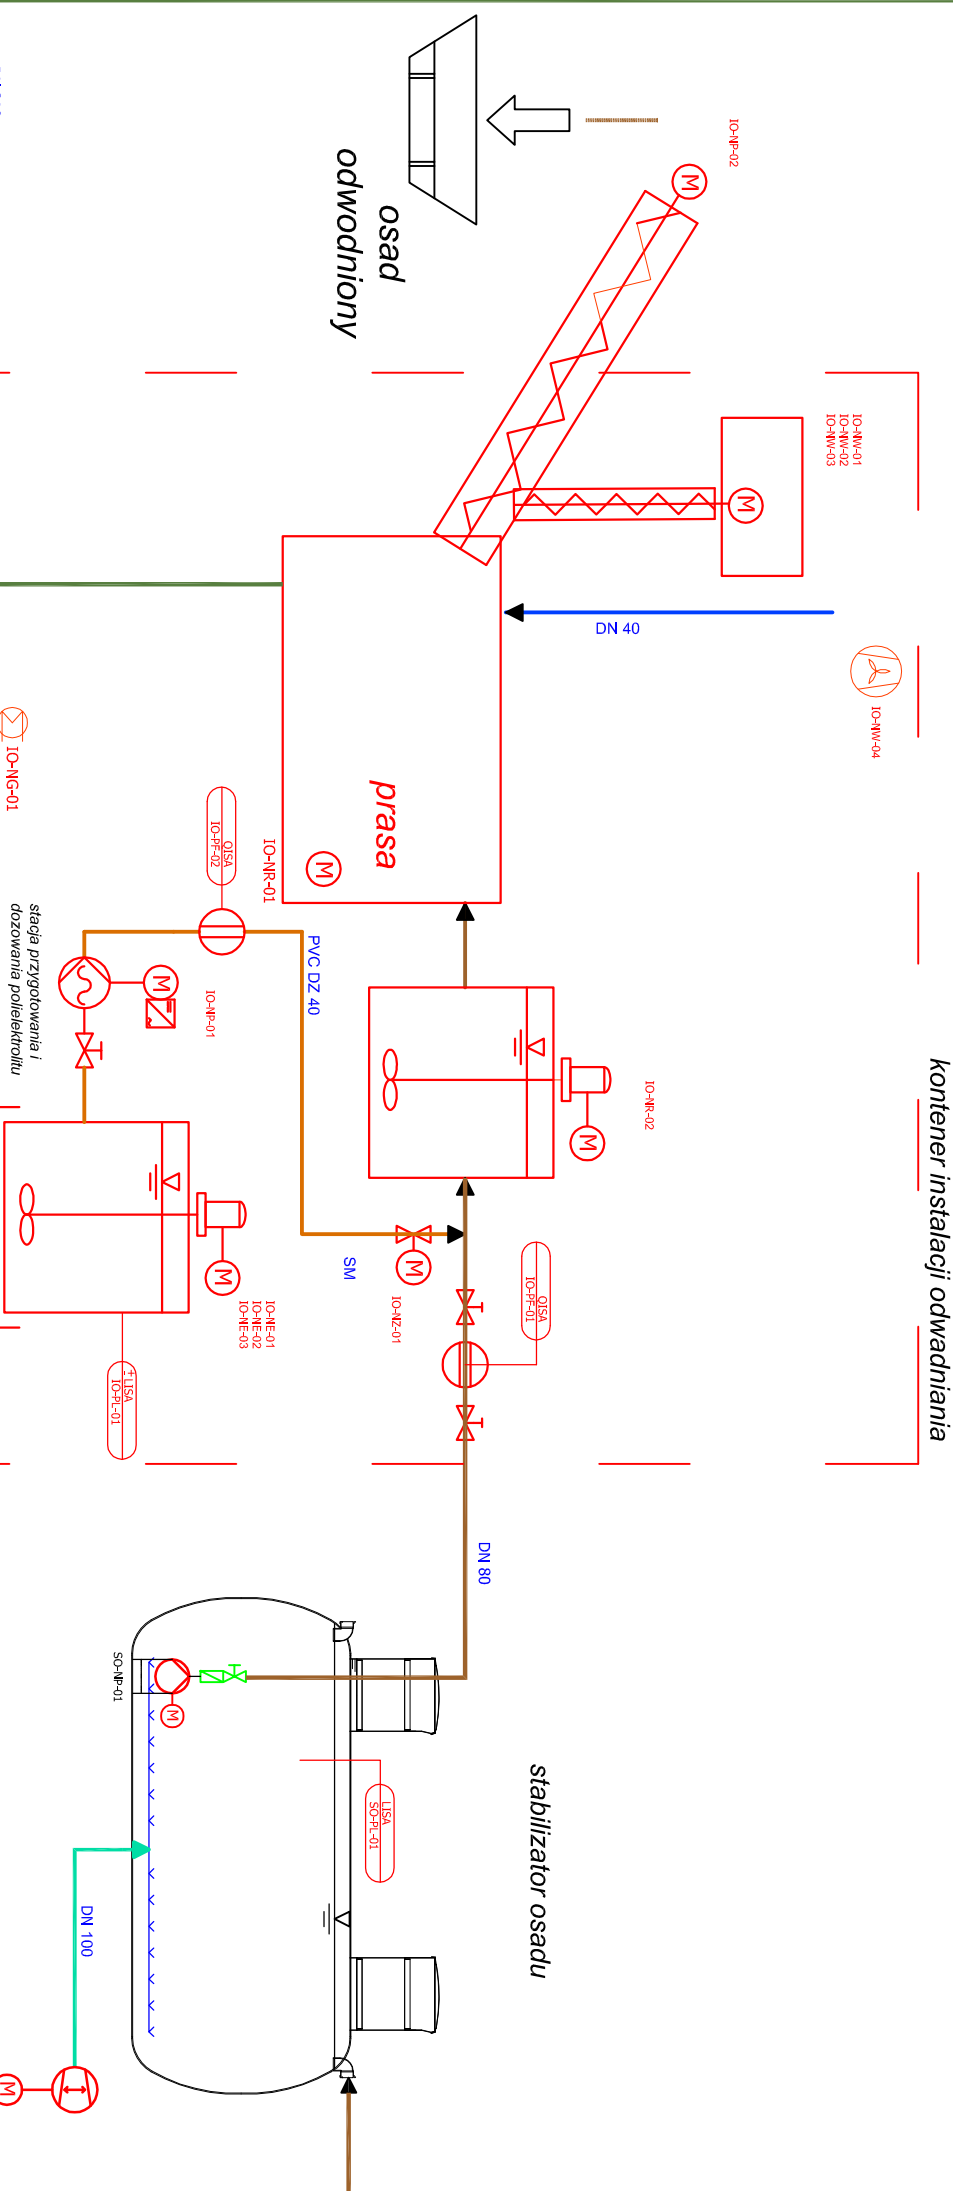 kontener instalacji odwadniania
IO-NP-02
IO-NW-01
IO-NW-02
IO-NW-03
M
M
DN 40
IO-NW-04
osad
odwodniony
prasa
M
IO-NR-01
IO-NG-01
QISA
IO-PF-02
PVC DZ 40
M
IO-NP-01
stacja przygotowania i
dozowania polielektrolitu
IO-NR-02
M
SM
M
IO-NZ-01
QISA
IO-PF-01
M
IO-NE-01
IO-NE-02
IO-NE-03
+ LISA
- IO-PL-01
DN 80
stabilizator osadu
SO-NP-01
M
LISA
SO-PL-01
DN 100
M